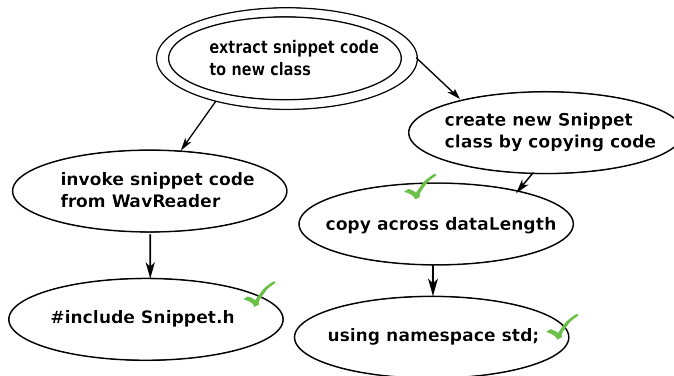 extract snippet code
to new class
create new Snippet
class by copying code
invoke snippet code
from WavReader
copy across dataLength
#include Snippet.h
using namespace std;